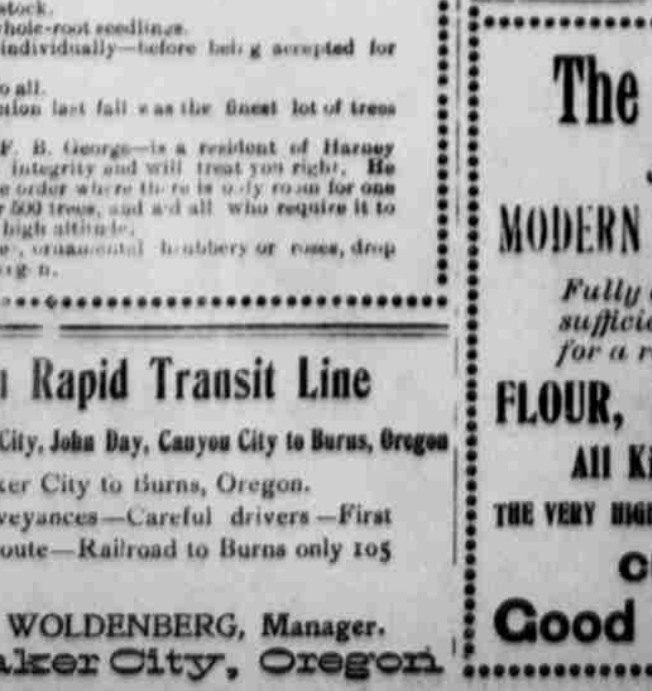 stock.
whole-root seedlings.
individually—before being accepted for
o all.
tion last fall was the finest lot of trees
F. B. George—is a resident of Harney
integrity and will treat you right. He
e order where there is only room for one
r 500 trees, and and all who require it to
high altitude.
ornamental shrubbery or roses, drop
Rapid Transit Line
City, John Day, Canyon City to Burns, Oregon
ker City to Burns, Oregon.
veyances—Careful drivers—First
oute—Railroad to Burns only 105
WOLDENBERG, Manager.
aker City, Oregon
The
MODERN
Fully
sufficie
for a r
FLOUR,
All Ki
THE VERY HIGH
Good